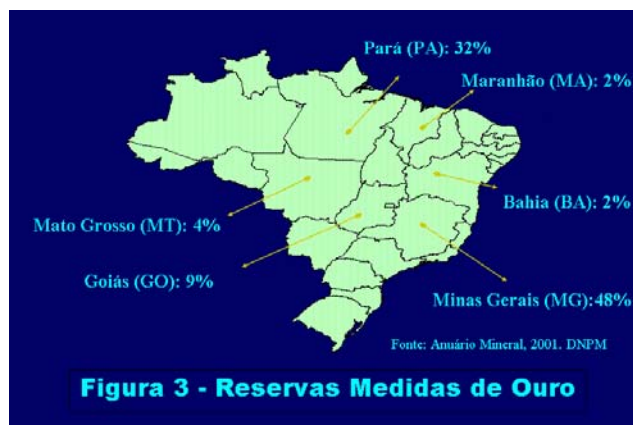 Pará (PA): 32%
Maranhão (MA): 2%
Bahia (BA): 2%
Mato Grosso (MT): 4%
Goiás (GO): 9%
Minas Gerais (MG):48%
Fonte: Anuário Mineral, 2001. DNPM
Figura 3 - Reservas Medidas de Ouro